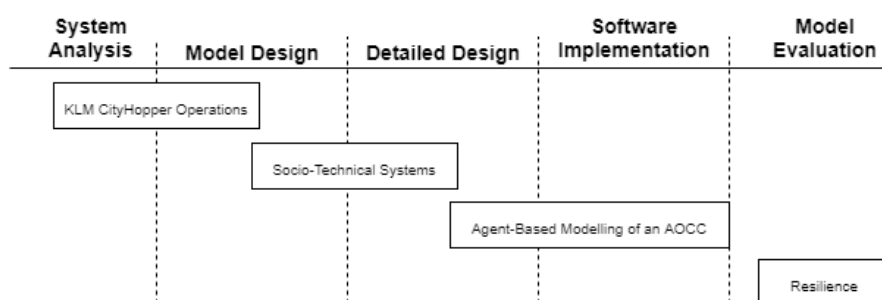 System
Analysis
Model Design
Detailed Design
Software
Implementation
Model
Evaluation
KLM CityHopper Operations
Socio-Technical Systems
Agent-Based Modelling of an AOCC
Resilience